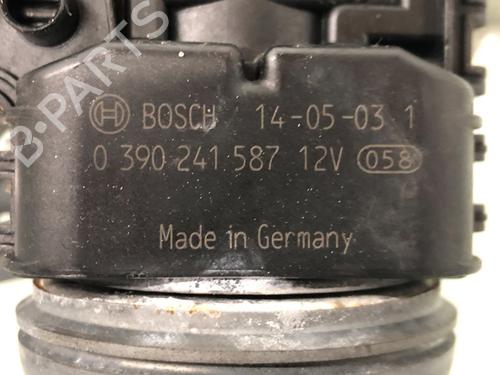 BOSCH 14-05-03 1
0 390 241 587 12V 058
Made in Germany
B-PARTS